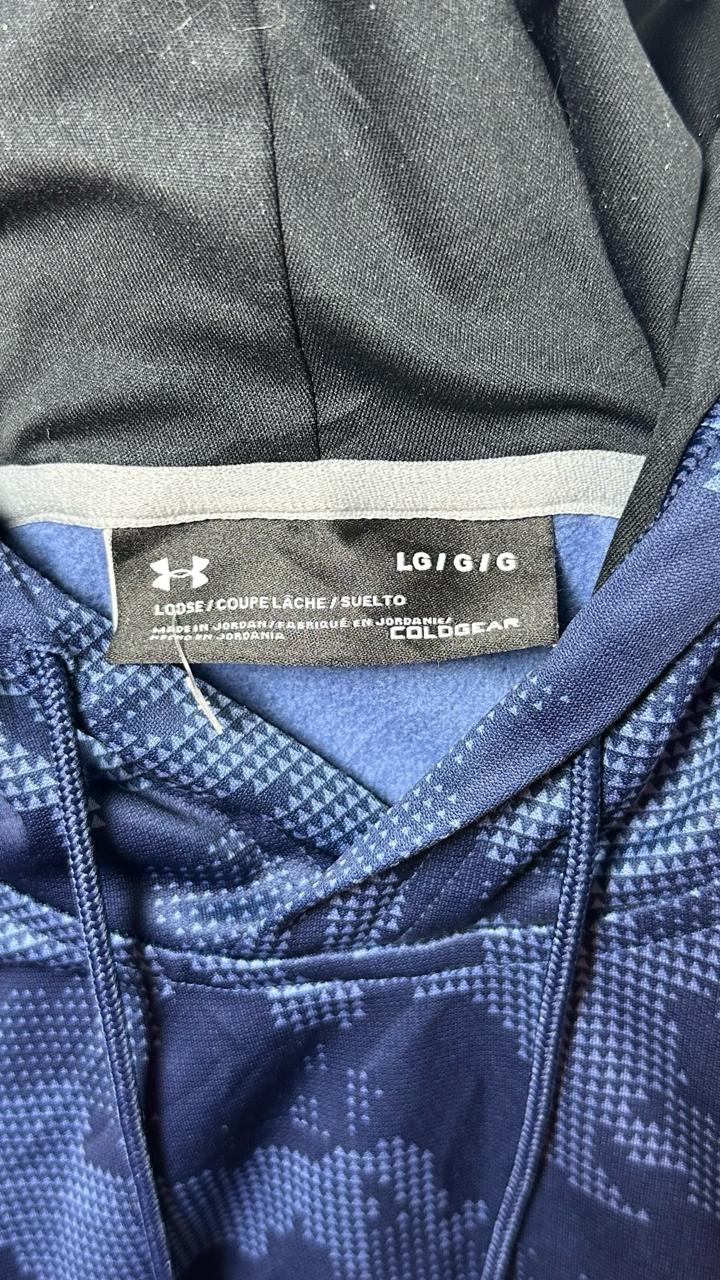 LG / G / G
LOOSE / COUPE LÂCHE / SUELTO
MADE IN JORDAN / FABRIQUÉ EN JORDANIE/
HECHO EN JORDANIA
COLDGEAR